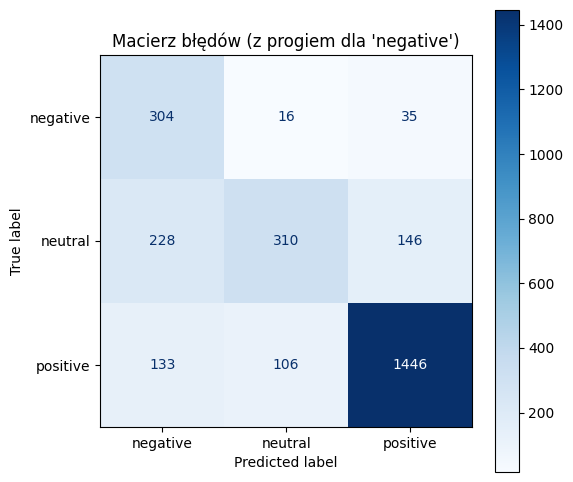 Macierz błędów (z progiem dla 'negative')
True label
negative 304 16 35
neutral 228 310 146
positive 133 106 1446
negative neutral positive
Predicted label
1400
1200
1000
800
600
400
200